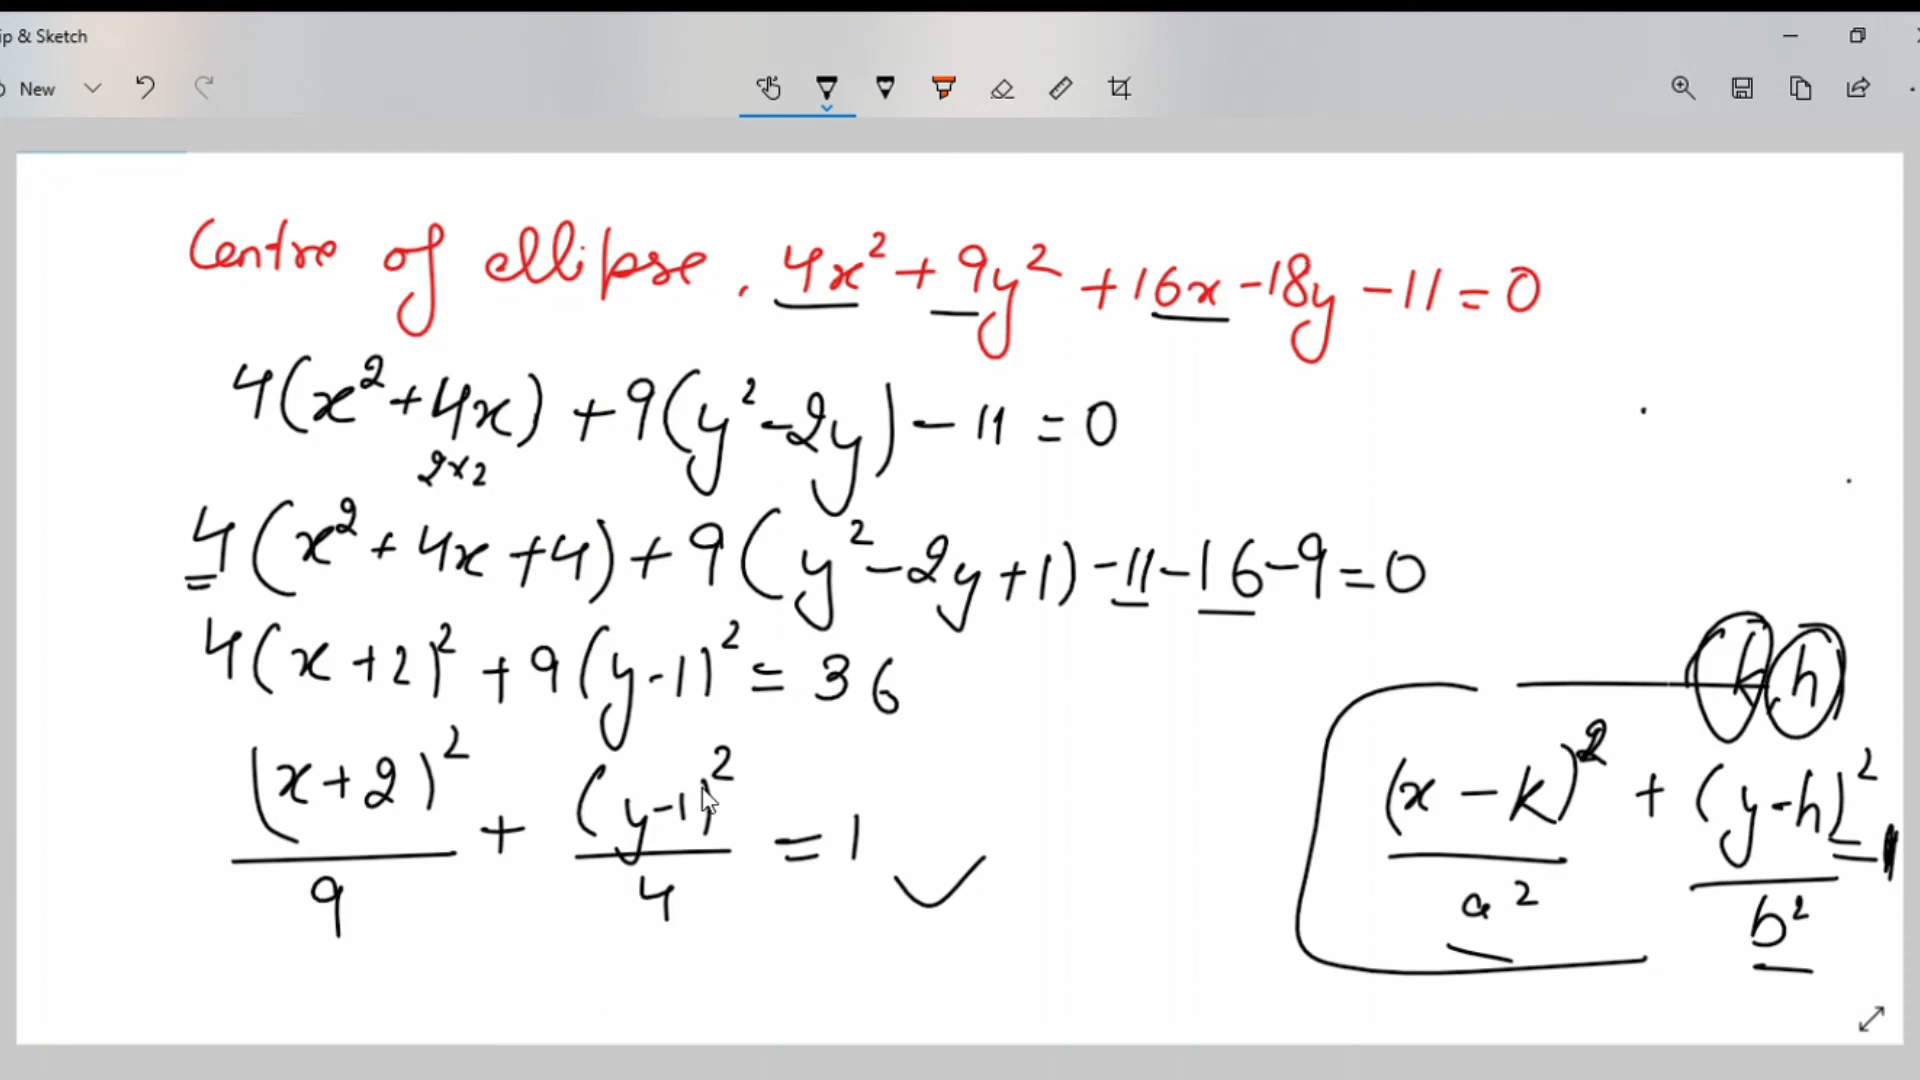 ip & Sketch
New
Centre of ellipse. 4x² + 9y² + 16x - 18y - 11 = 0
4(x² + 4x) + 9(y² - 2y) - 11 = 0
2×2
4(x² + 4x + 4) + 9(y² - 2y + 1) - 11 - 16 - 9 = 0
4(x + 2)² + 9(y - 1)² = 36
(x + 2)²/9 + (y - 1)²/4 = 1
k, h
(x - k)²/a² + (y - h)²/b² = 1